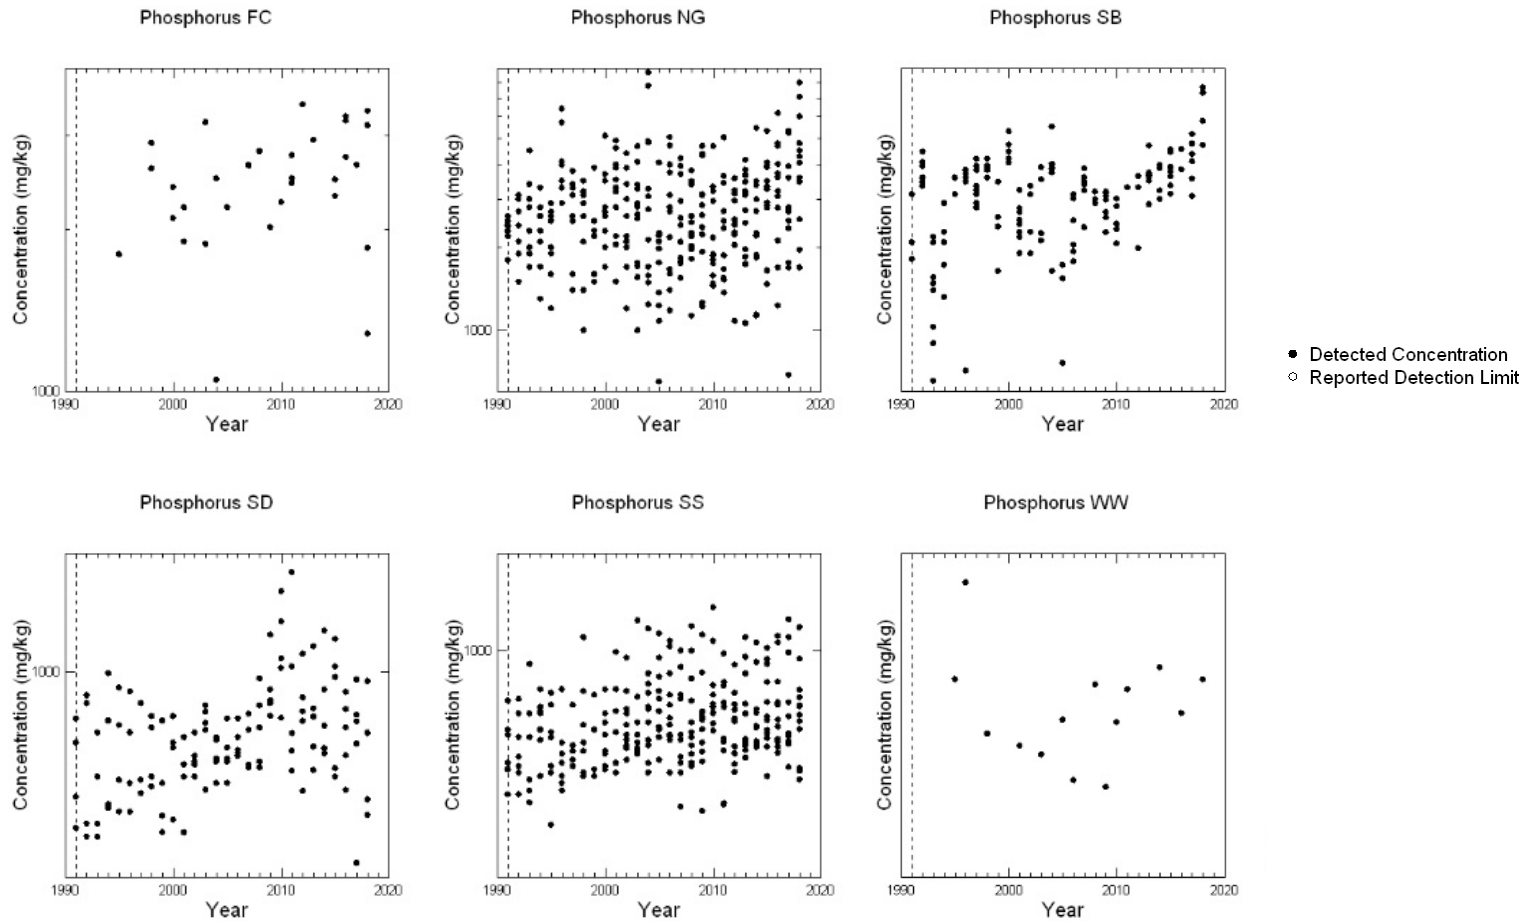 Phosphorus FC
Phosphorus NG
Phosphorus SB
Concentration (mg/kg)
1000
1990
2000
2010
2020
Year
Concentration (mg/kg)
1000
1990
2000
2010
2020
Year
Concentration (mg/kg)
1990
2000
2010
2020
Year
Detected Concentration
Reported Detection Limit
Phosphorus SD
Phosphorus SS
Phosphorus WW
Concentration (mg/kg)
1000
1990
2000
2010
2020
Year
Concentration (mg/kg)
1000
1990
2000
2010
2020
Year
Concentration (mg/kg)
1990
2000
2010
2020
Year